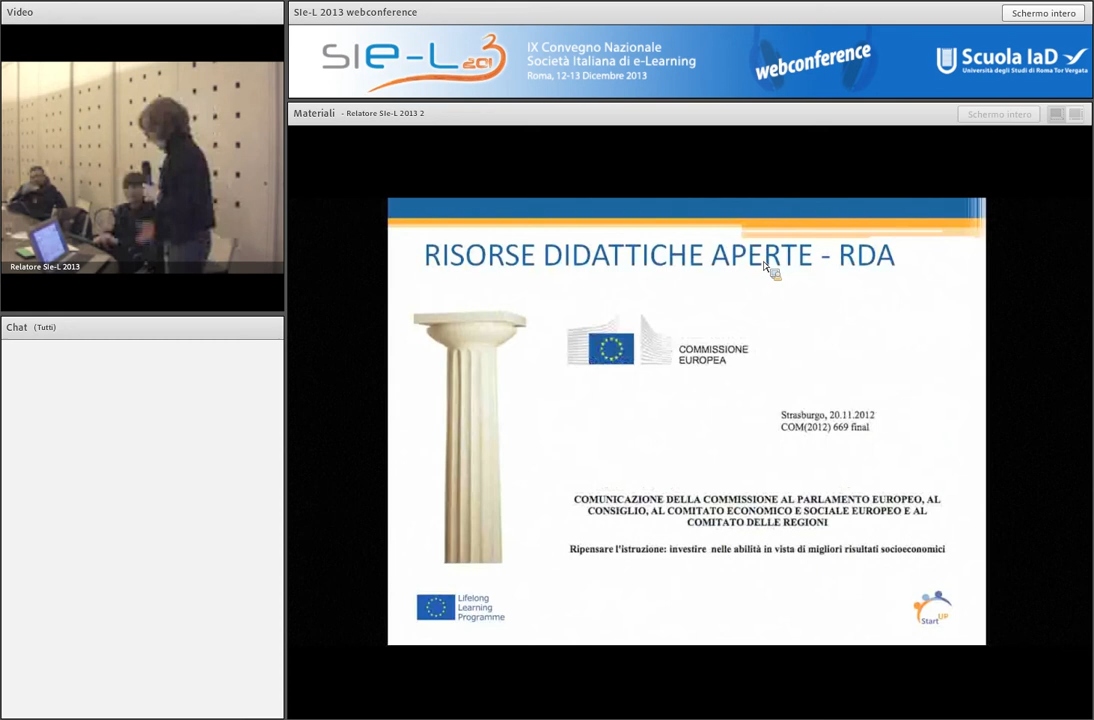 Video
SIe-L 2013 webconference
Schermo intero
SIe-L 2013
IX Convegno Nazionale
Società Italiana di e-Learning
Roma, 12-13 Dicembre 2013
webconference
Scuola IaD
Università degli Studi di Roma Tor Vergata
Materiali - Relatore SIe-L 2013 2
Schermo intero
Relatore SIe-L 2013
Chat (Tutti)
RISORSE DIDATTICHE APERTE - RDA
COMMISSIONE
EUROPEA
Strasburgo, 20.11.2012
COM(2012) 669 final
COMUNICAZIONE DELLA COMMISSIONE AL PARLAMENTO EUROPEO, AL
CONSIGLIO, AL COMITATO ECONOMICO E SOCIALE EUROPEO E AL
COMITATO DELLE REGIONI
Ripensare l'istruzione: investire nelle abilità in vista di migliori risultati socioeconomici
Lifelong
Learning
Programme
Start UP